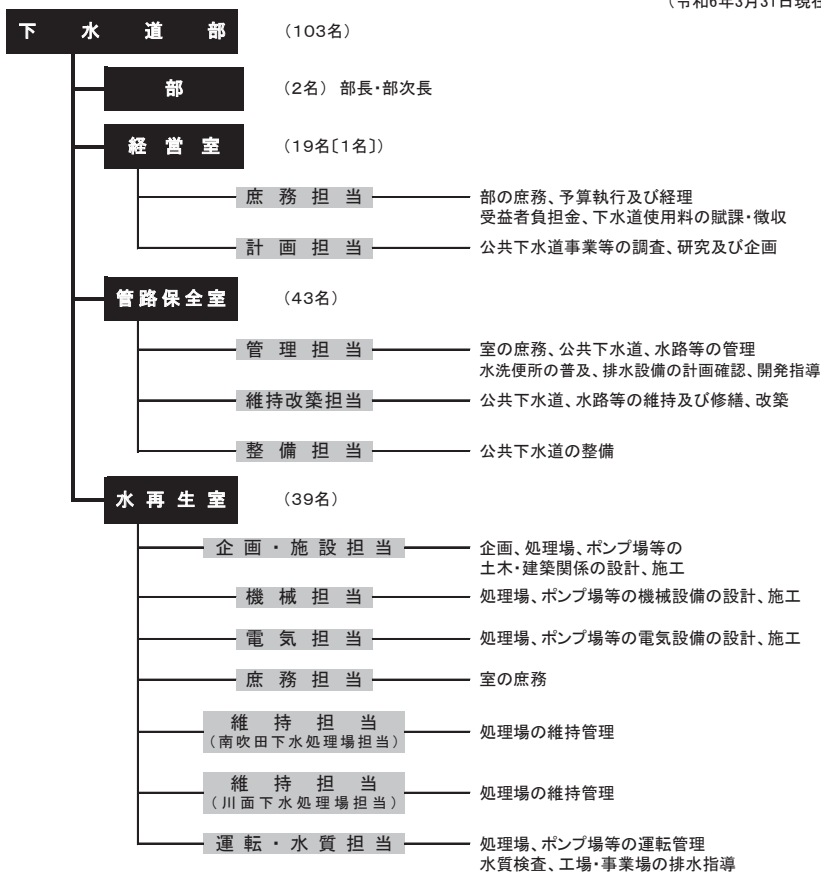 (令和6年3月31日現在
下水道部 (103名)
部 (2名) 部長・部次長
経営室 (19名〔1名〕)
庶務担当 部の庶務、予算執行及び経理
受益者負担金、下水道使用料の賦課・徴収
計画担当 公共下水道事業等の調査、研究及び企画
管路保全室 (43名)
管理担当 室の庶務、公共下水道、水路等の管理
水洗便所の普及、排水設備の計画確認、開発指導
維持改築担当 公共下水道、水路等の維持及び修繕、改築
整備担当 公共下水道の整備
水再生室 (39名)
企画・施設担当 企画、処理場、ポンプ場等の
土木・建築関係の設計、施工
機械担当 処理場、ポンプ場等の機械設備の設計、施工
電気担当 処理場、ポンプ場等の電気設備の設計、施工
庶務担当 室の庶務
維持担当
(南吹田下水処理場担当) 処理場の維持管理
維持担当
(川面下水処理場担当) 処理場の維持管理
運転・水質担当 処理場、ポンプ場等の運転管理
水質検査、工場・事業場の排水指導